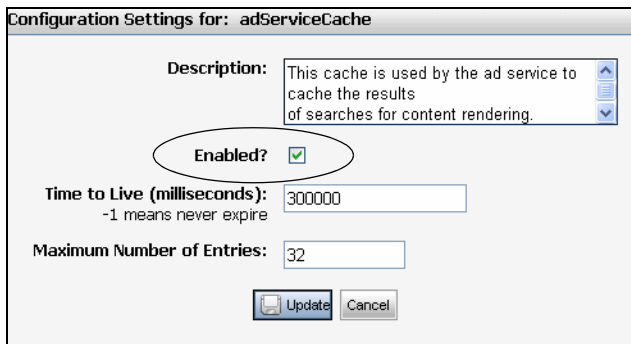 Configuration Settings for: adServiceCache
Description:
This cache is used by the ad service to
cache the results
of searches for content rendering.
Enabled?
Time to Live (milliseconds):
300000
-1 means never expire
Maximum Number of Entries:
32
Update
Cancel